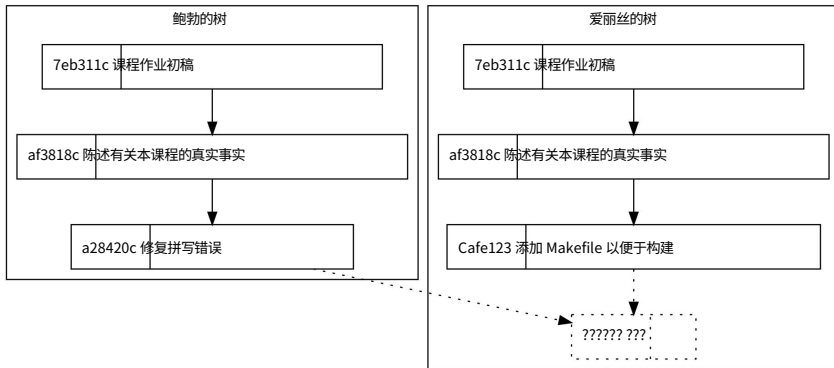 鲍勃的树
7eb311c 课程作业初稿
af3818c 陈述有关本课程的真实事实
a28420c 修复拼写错误
爱丽丝的树
7eb311c 课程作业初稿
af3818c 陈述有关本课程的真实事实
Cafe123 添加 Makefile 以便于构建
?????? ???